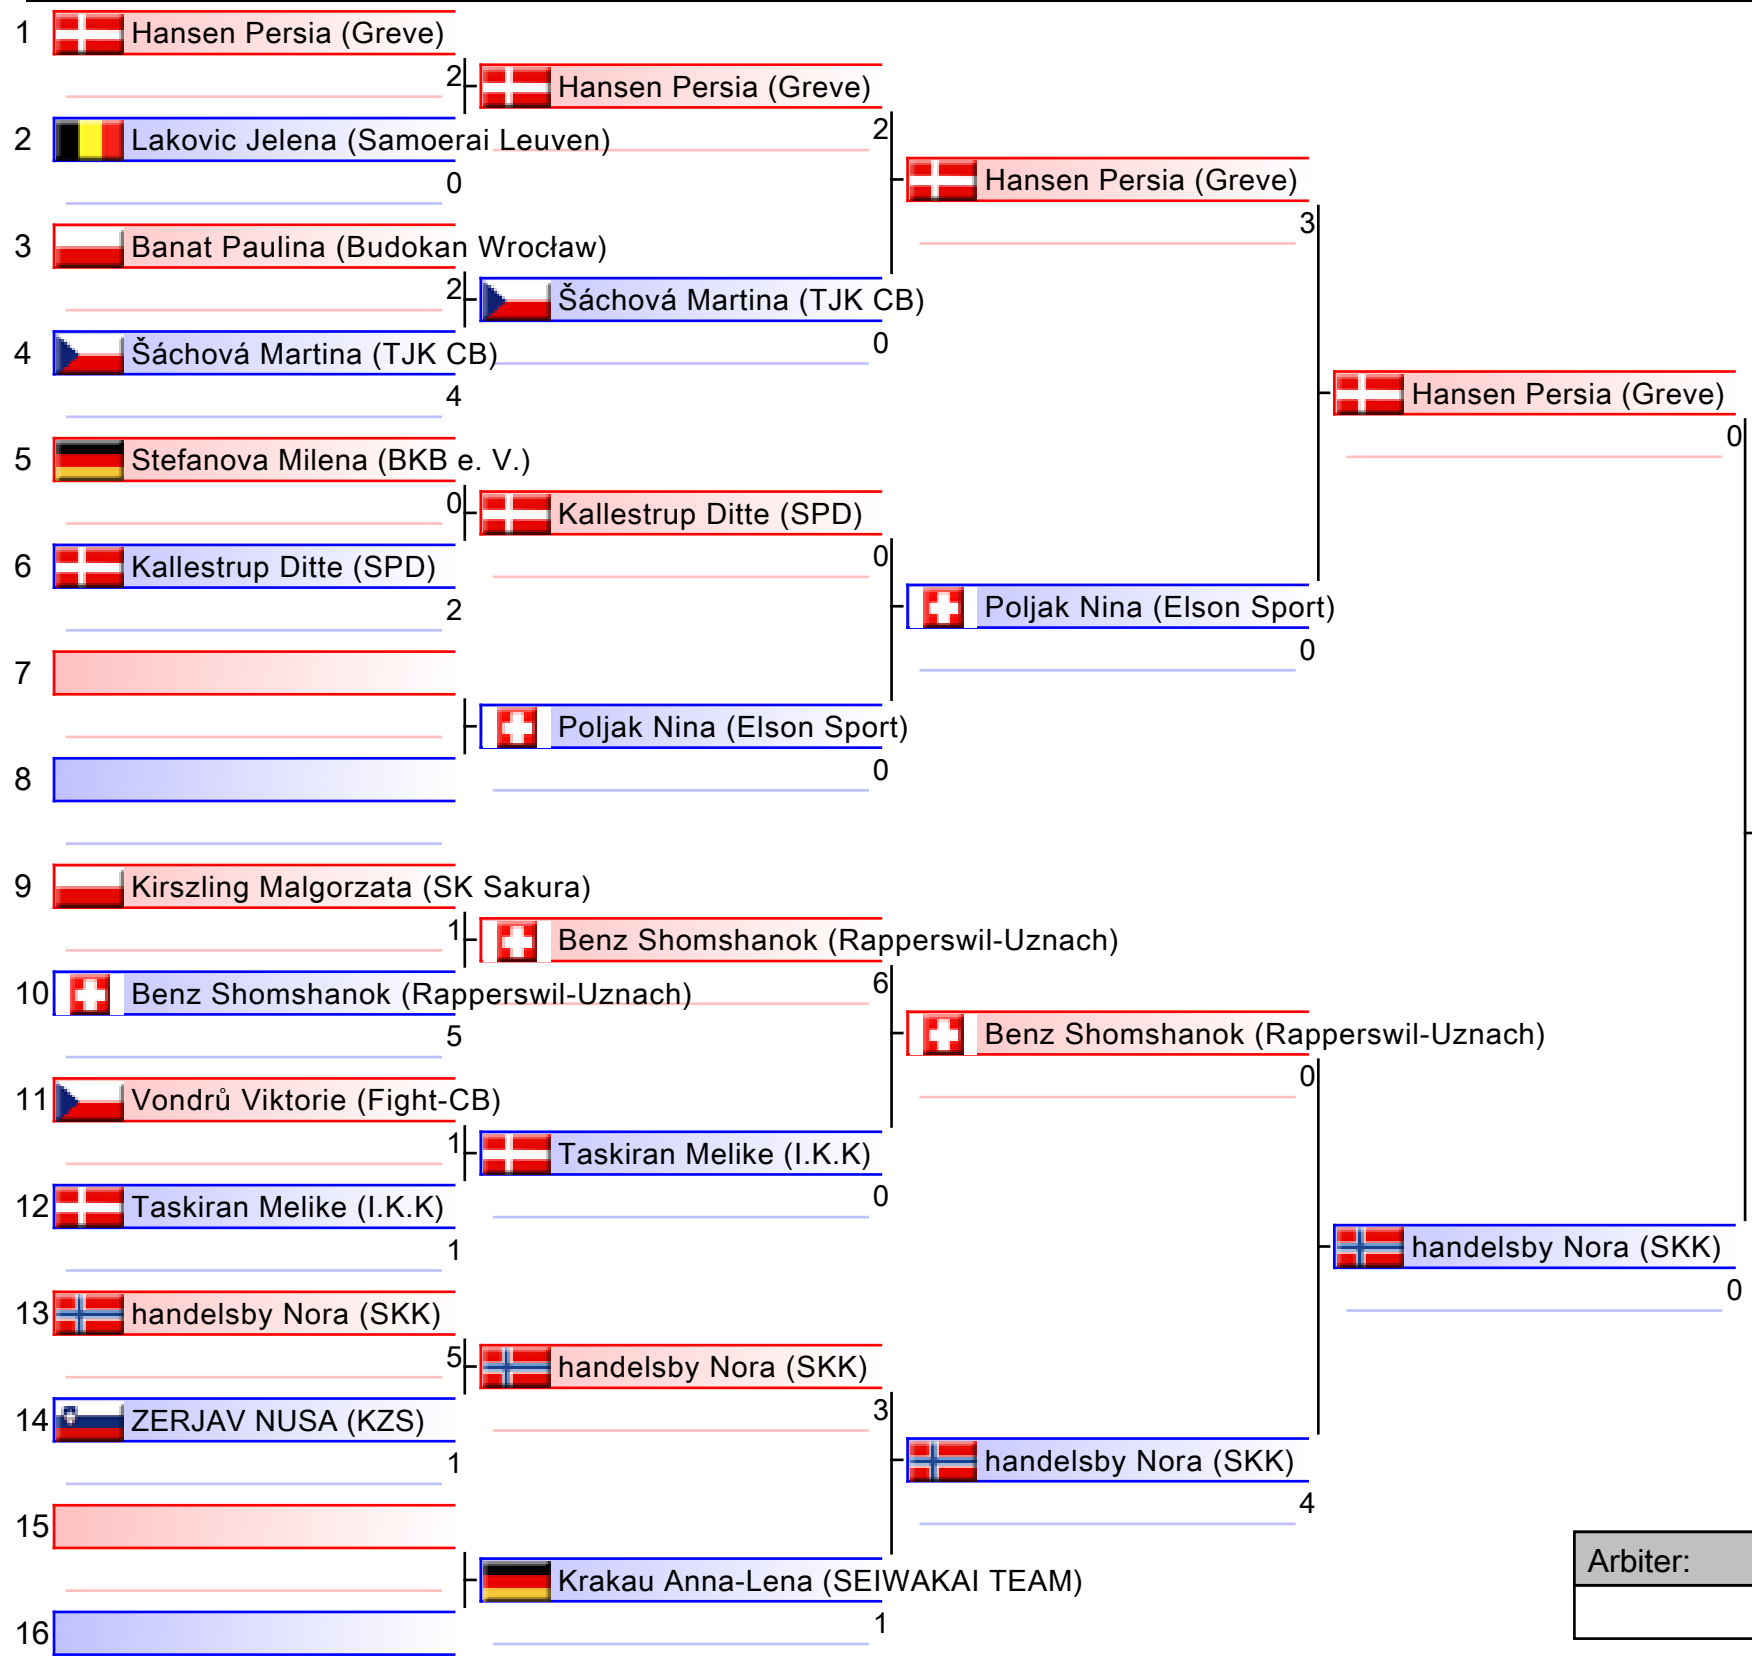 1 Hansen Persia (Greve)
2 Hansen Persia (Greve)
2 Lakovic Jelena (Samoerai Leuven)
2
0
Hansen Persia (Greve)
3
3 Banat Paulina (Budokan Wrocław)
2 Šáchová Martina (TJK CB)
0
4 Šáchová Martina (TJK CB)
4
Hansen Persia (Greve)
0
5 Stefanova Milena (BKB e. V.)
0 Kallestrup Ditte (SPD)
0
6 Kallestrup Ditte (SPD)
2
Poljak Nina (Elson Sport)
0
7
Poljak Nina (Elson Sport)
0
8
9 Kirszling Malgorzata (SK Sakura)
1 Benz Shomshanok (Rapperswil-Uznach)
6
10 Benz Shomshanok (Rapperswil-Uznach)
5
Benz Shomshanok (Rapperswil-Uznach)
0
11 Vondrů Viktorie (Fight-CB)
1 Taskiran Melike (I.K.K)
0
12 Taskiran Melike (I.K.K)
1
handelsby Nora (SKK)
0
13 handelsby Nora (SKK)
5 handelsby Nora (SKK)
3
14 ZERJAV NUSA (KZS)
1
handelsby Nora (SKK)
4
15
Krakau Anna-Lena (SEIWAKAI TEAM)
1
16
Arbiter: